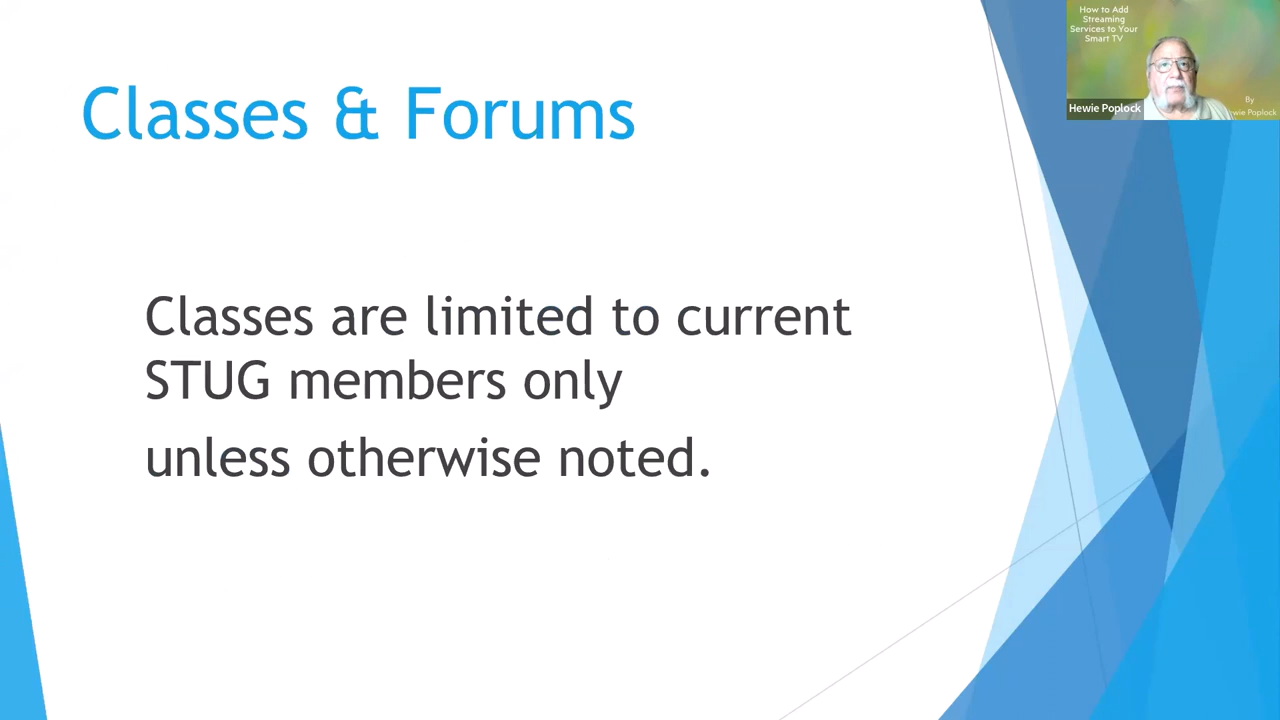 Classes & Forums
Classes are limited to current
STUG members only
unless otherwise noted.
How to Add
Streaming
Services to Your
Smart TV
Hewie Poplock
By
wie Poplock